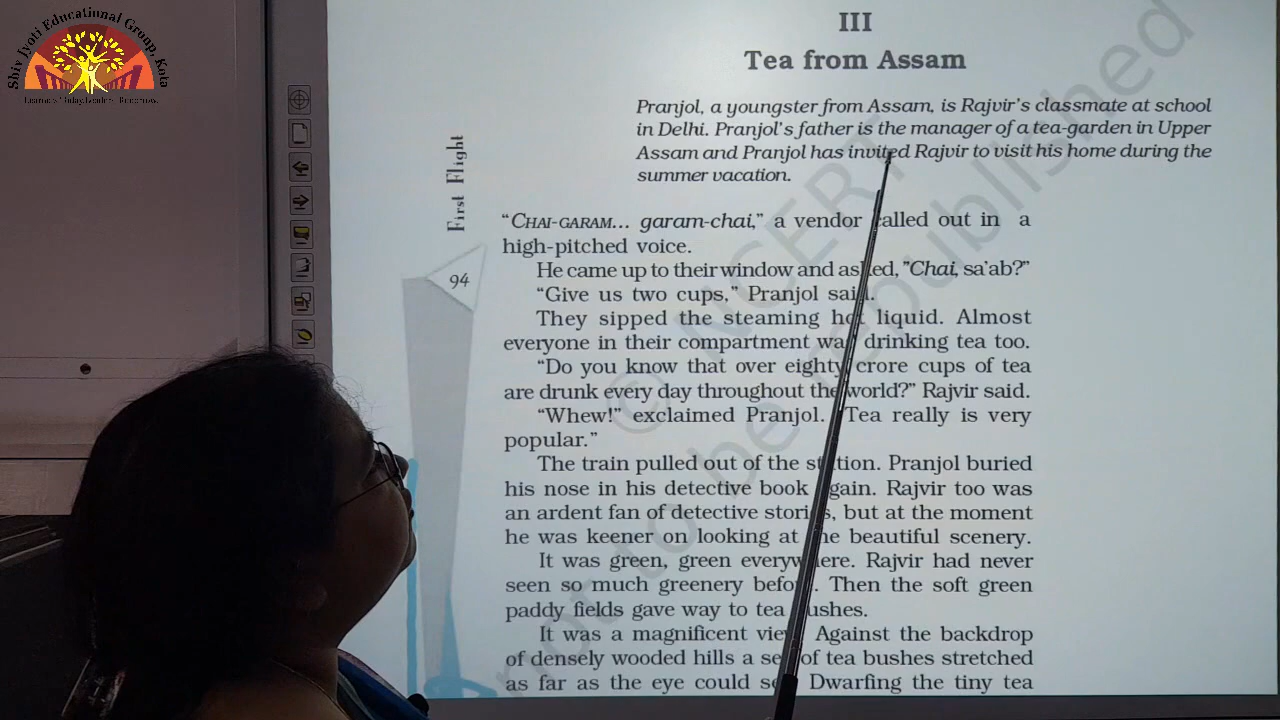 Shiv Jyoti Educational Group, Kota
III
Tea from Assam
Pranjol, a youngster from Assam, is Rajvir's classmate at school
in Delhi. Pranjol's father is the manager of a tea-garden in Upper
Assam and Pranjol has invited Rajvir to visit his home during the
summer vacation.
First Flight
94
“CHAI-GARAM... garam-chai,” a vendor called out in a
high-pitched voice.
He came up to their window and asked, ”Chai, sa'ab?”
“Give us two cups,” Pranjol said.
They sipped the steaming hot liquid. Almost
everyone in their compartment was drinking tea too.
“Do you know that over eighty crore cups of tea
are drunk every day throughout the world?” Rajvir said.
“Whew!” exclaimed Pranjol. “Tea really is very
popular.”
The train pulled out of the station. Pranjol buried
his nose in his detective book again. Rajvir too was
an ardent fan of detective stories, but at the moment
he was keener on looking at the beautiful scenery.
It was green, green everywhere. Rajvir had never
seen so much greenery before. Then the soft green
paddy fields gave way to tea bushes.
It was a magnificent view. Against the backdrop
of densely wooded hills a sea of tea bushes stretched
as far as the eye could see. Dwarfing the tiny tea
© NCERT
not to be republished